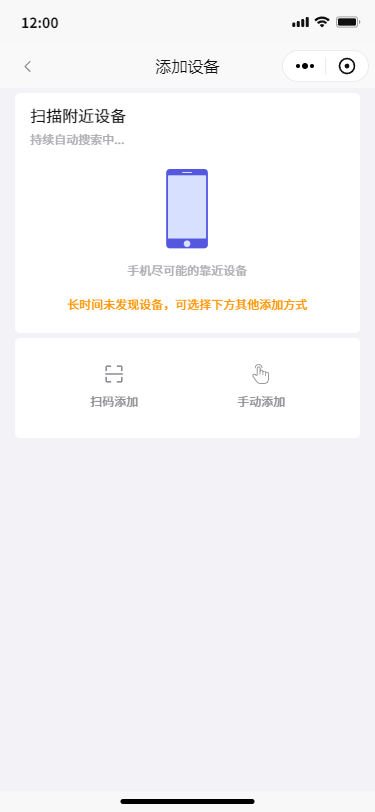 12:00
添加设备
扫描附近设备
持续自动搜索中...
手机尽可能的靠近设备
长时间未发现设备，可选择下方其他添加方式
扫码添加
手动添加